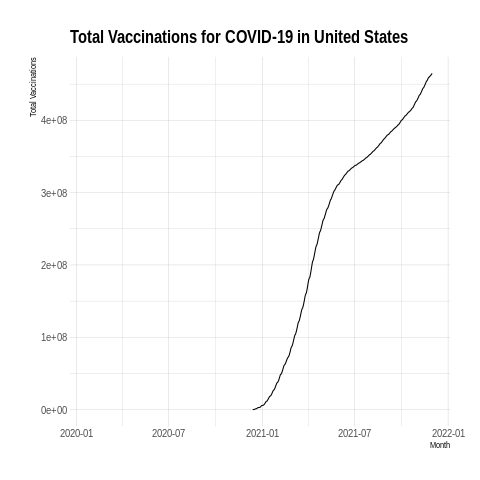 Total Vaccinations for COVID-19 in United States
Total Vaccinations
4e+08
3e+08
2e+08
1e+08
0e+00
2020-01 2020-07 2021-01 2021-07 2022-01
Month